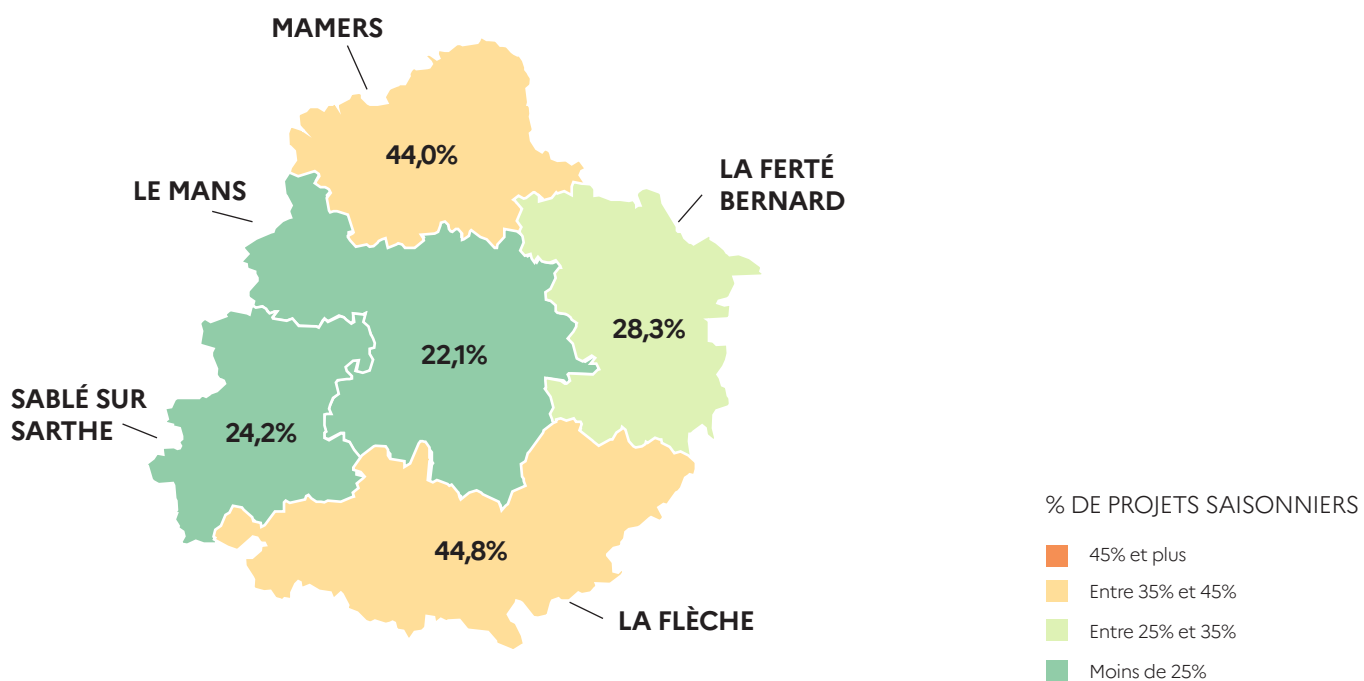 MAMERS
44,0%
LE MANS
LA FERTÉ
BERNARD
28,3%
22,1%
SABLÉ SUR
SARTHE
24,2%
44,8%
LA FLÈCHE
% DE PROJETS SAISONNIERS
45% et plus
Entre 35% et 45%
Entre 25% et 35%
Moins de 25%